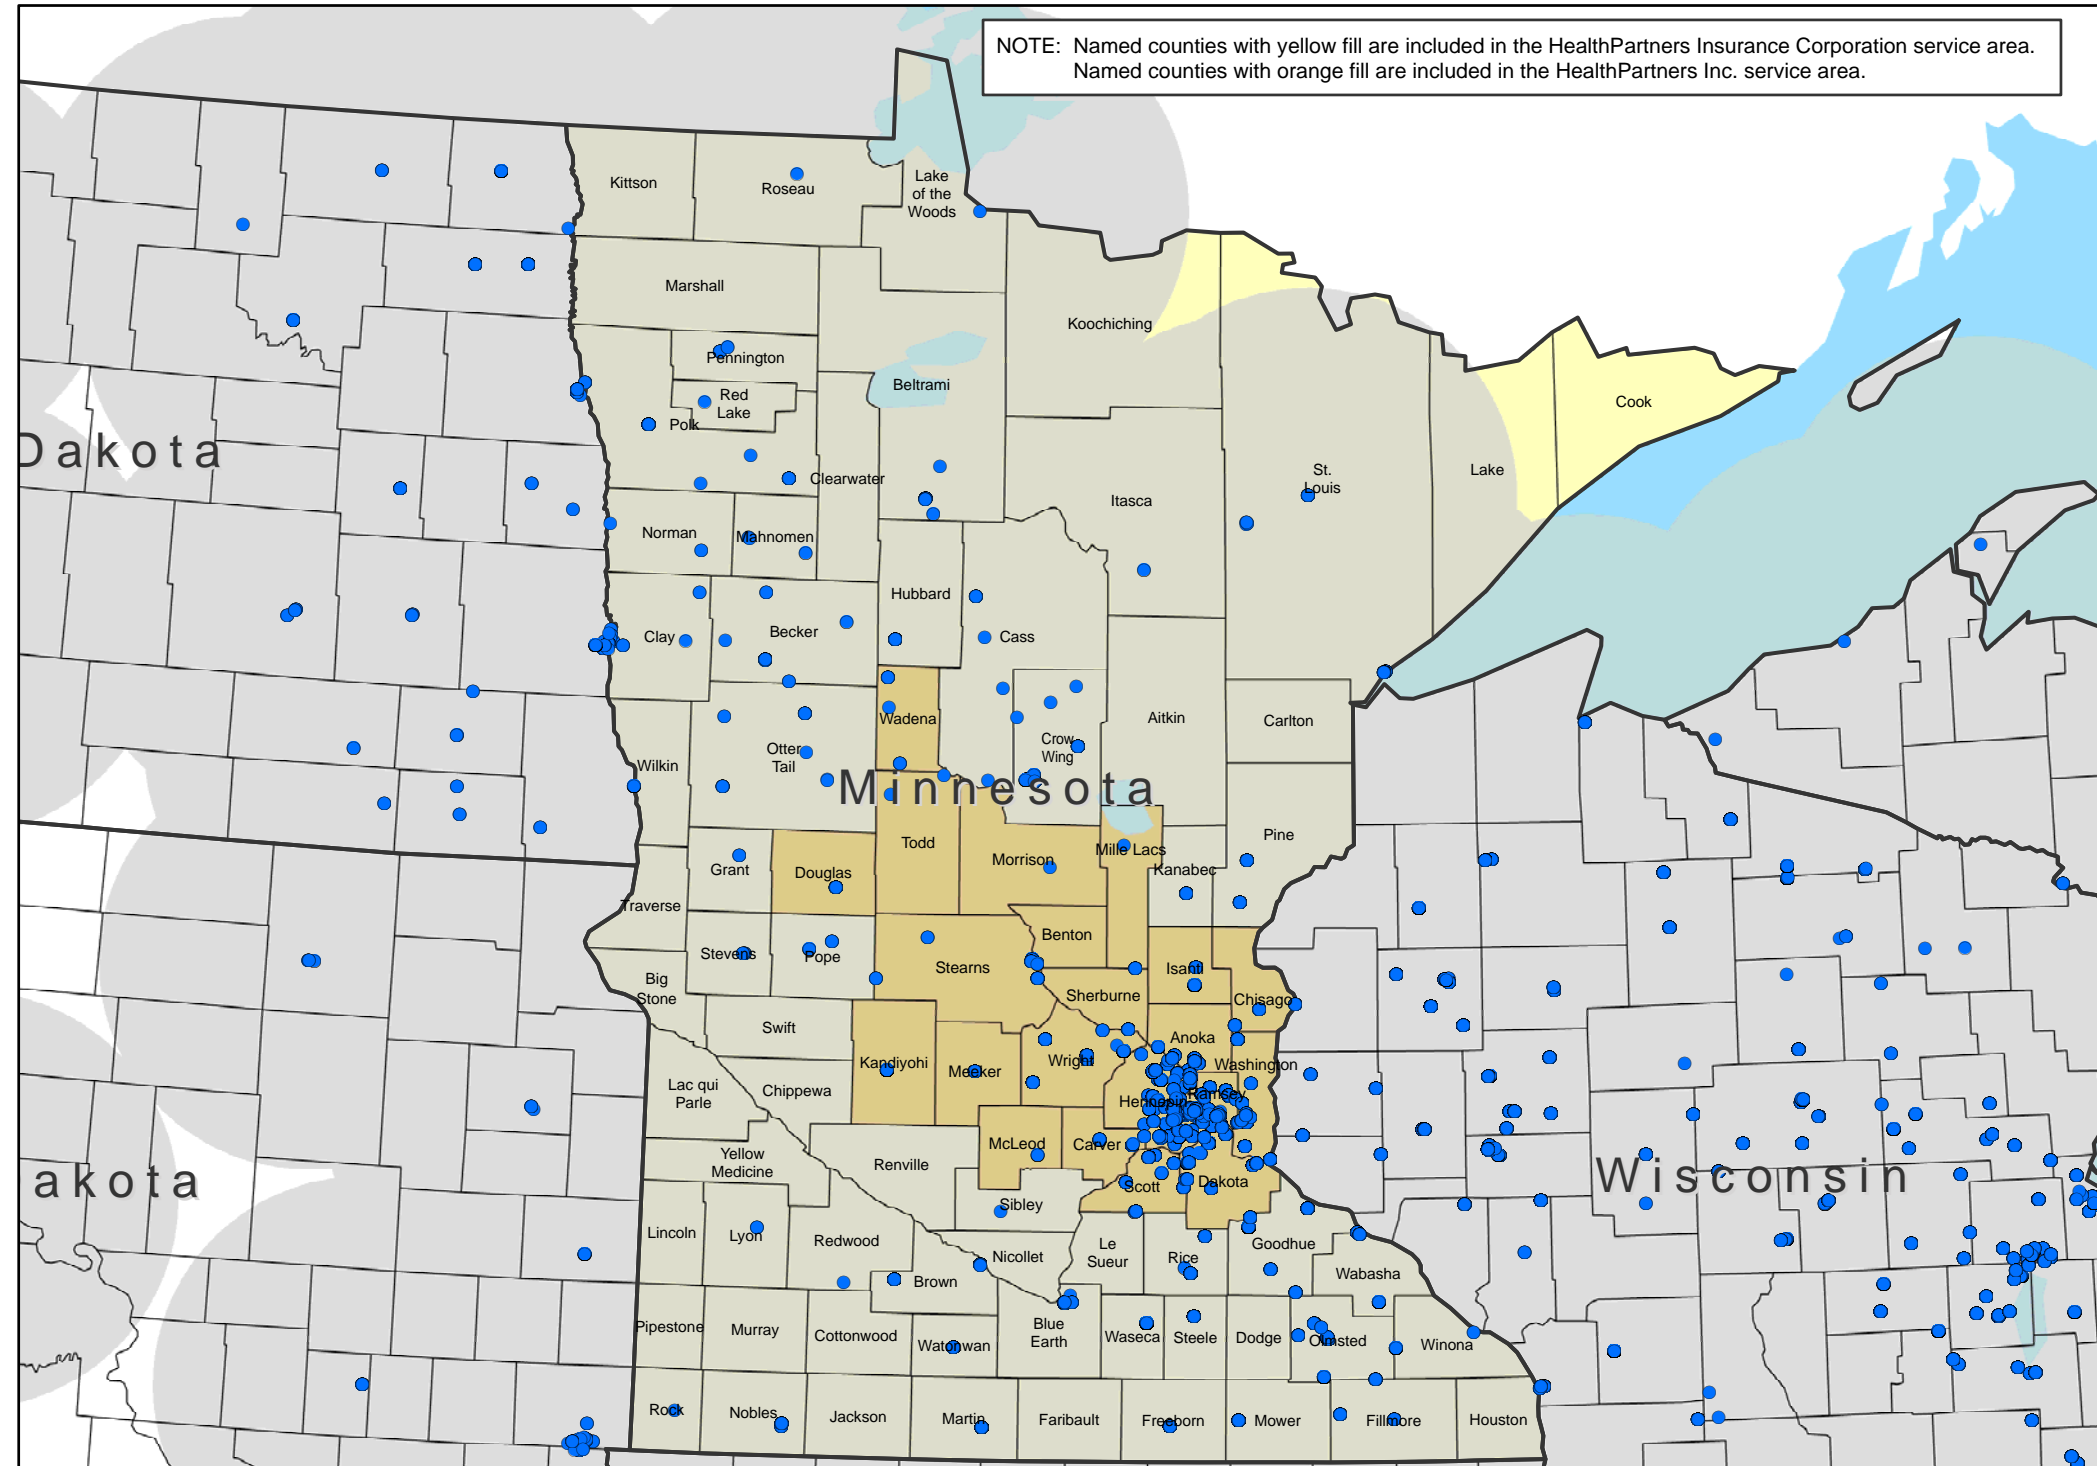 NOTE: Named counties with yellow fill are included in the HealthPartners Insurance Corporation service area.
Named counties with orange fill are included in the HealthPartners Inc. service area.
Kittson
Roseau
Lake
of the
Woods
Marshall
Koochiching
Pennington
Beltrami
Red
Lake
Cook
Polk
Dakota
Clearwater
St.
Louis
Lake
Itasca
Norman
Mahnomen
Hubbard
Clay
Becker
Cass
Wadena
Aitkin
Carlton
Otter
Tail
Crow
Wing
Wilkin
Minnesota
Pine
Todd
Mille Lacs
Morrison
Grant
Douglas
Kanabec
Traverse
Benton
Stevens
Pope
Stearns
Isanti
Big
Stone
Sherburne
Chisago
Swift
Anoka
Kandiyohi
Meeker
Wright
Washington
Lac qui
Parle
Chippewa
Hennepin
Ramsey
McLeod
Carver
Yellow
Medicine
Renville
Wisconsin
akota
Scott
Dakota
Sibley
Lincoln
Lyon
Redwood
Le
Sueur
Rice
Goodhue
Nicollet
Brown
Wabasha
Pipestone
Murray
Cottonwood
Watonwan
Blue
Earth
Waseca
Steele
Dodge
Olmsted
Winona
Rock
Nobles
Jackson
Martin
Faribault
Freeborn
Mower
Fillmore
Houston